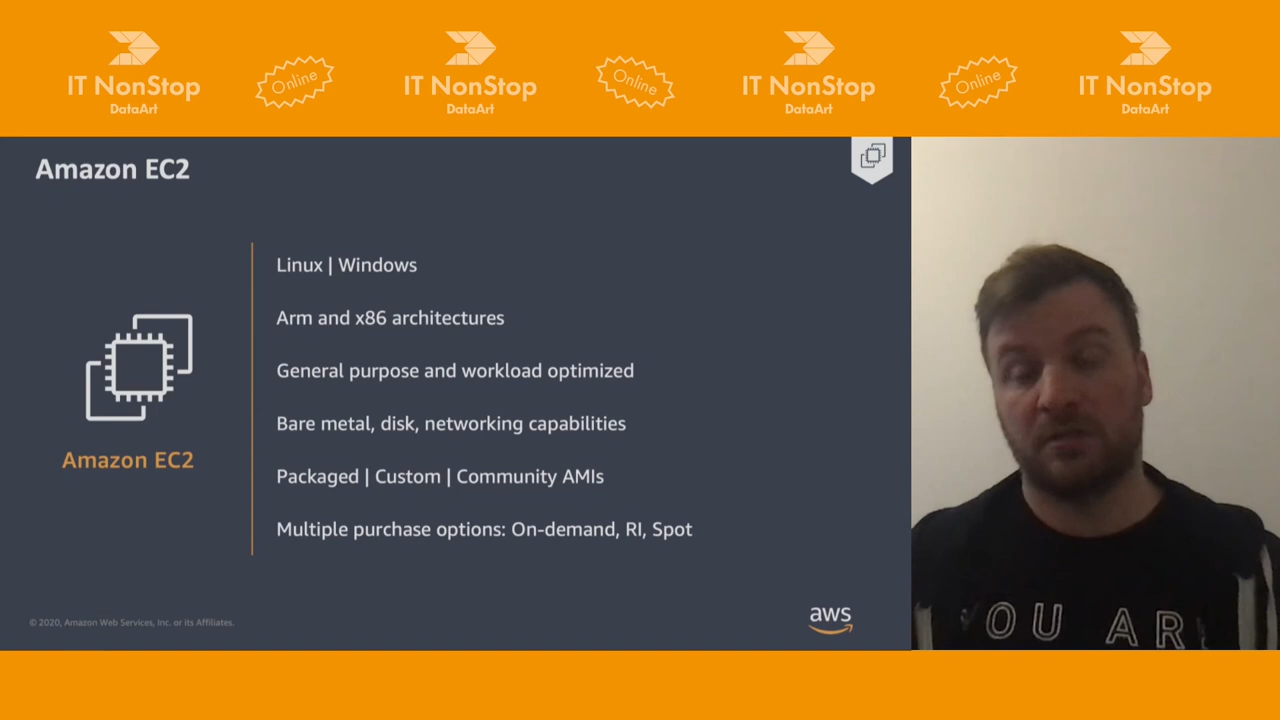 IT NonStop
DataArt
Online
IT NonStop
DataArt
Online
IT NonStop
DataArt
Online
IT NonStop
DataArt
Amazon EC2
Linux | Windows
Arm and x86 architectures
General purpose and workload optimized
Bare metal, disk, networking capabilities
Packaged | Custom | Community AMIs
Multiple purchase options: On-demand, RI, Spot
Amazon EC2
© 2020, Amazon Web Services, Inc. or its Affiliates.
aws
YOU AR